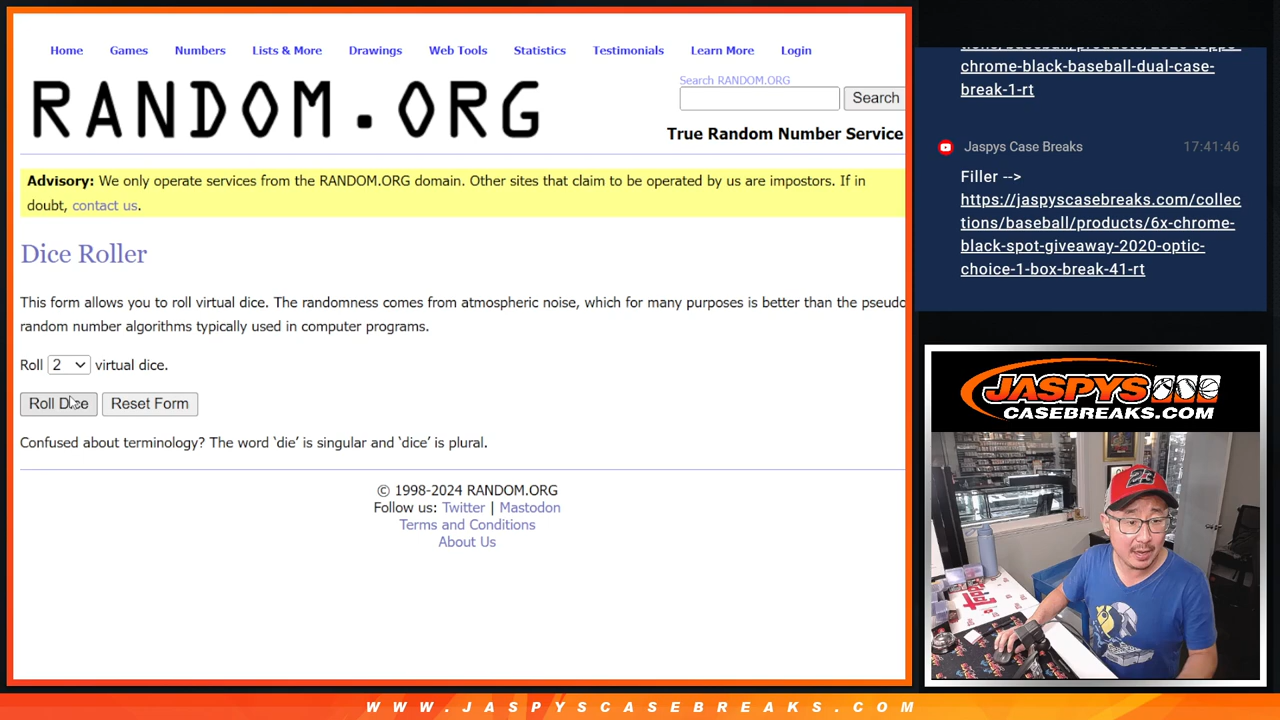 Home Games Numbers Lists & More Drawings Web Tools Statistics Testimonials Learn More Login
RANDOM.ORG
Search RANDOM.ORG
Search
True Random Number Service
Advisory: We only operate services from the RANDOM.ORG domain. Other sites that claim to be operated by us are impostors. If in
doubt, contact us.
Dice Roller
This form allows you to roll virtual dice. The randomness comes from atmospheric noise, which for many purposes is better than the pseudo
random number algorithms typically used in computer programs.
Roll 2 virtual dice.
Roll Dice Reset Form
Confused about terminology? The word ‘die’ is singular and ‘dice’ is plural.
© 1998-2024 RANDOM.ORG
Follow us: Twitter | Mastodon
Terms and Conditions
About Us
chrome-black-baseball-dual-case-
break-1-rt
Jaspys Case Breaks 17:41:46
Filler -->
https://jaspyscasebreaks.com/collec
tions/baseball/products/6x-chrome-
black-spot-giveaway-2020-optic-
choice-1-box-break-41-rt
JASPYS
CASEBREAKS.COM
23
WWW.JASPYSCASEBREAKS.COM